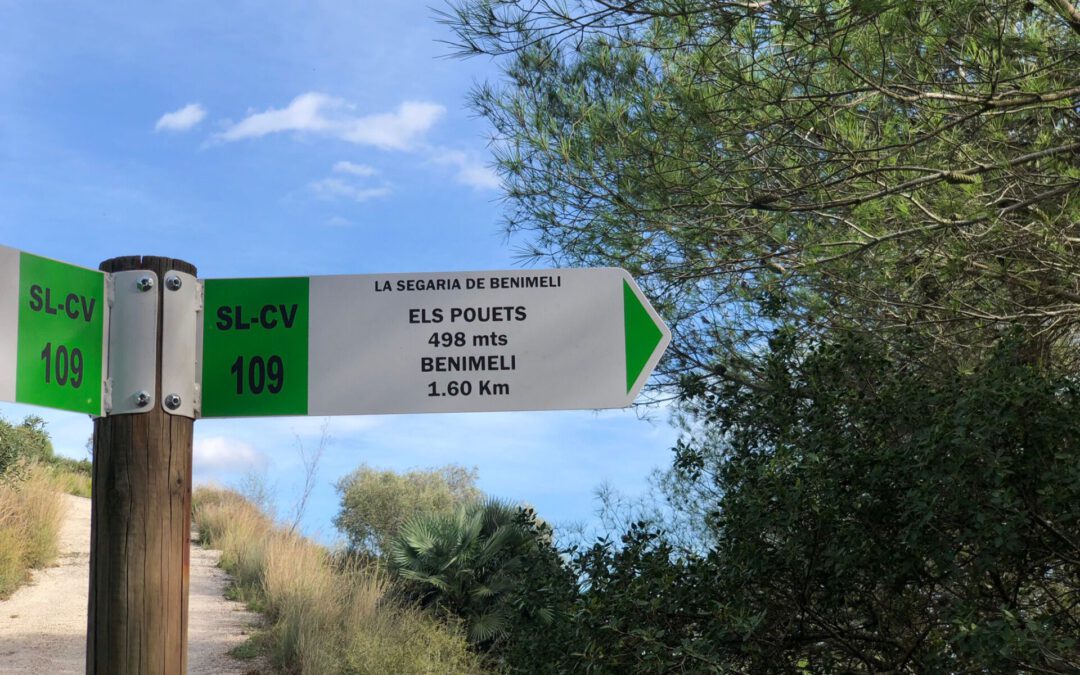 SL-CV
109
SL-CV
109
LA SEGARIA DE BENIMELI
ELS POUETS
498 mts
BENIMELI
1.60 Km